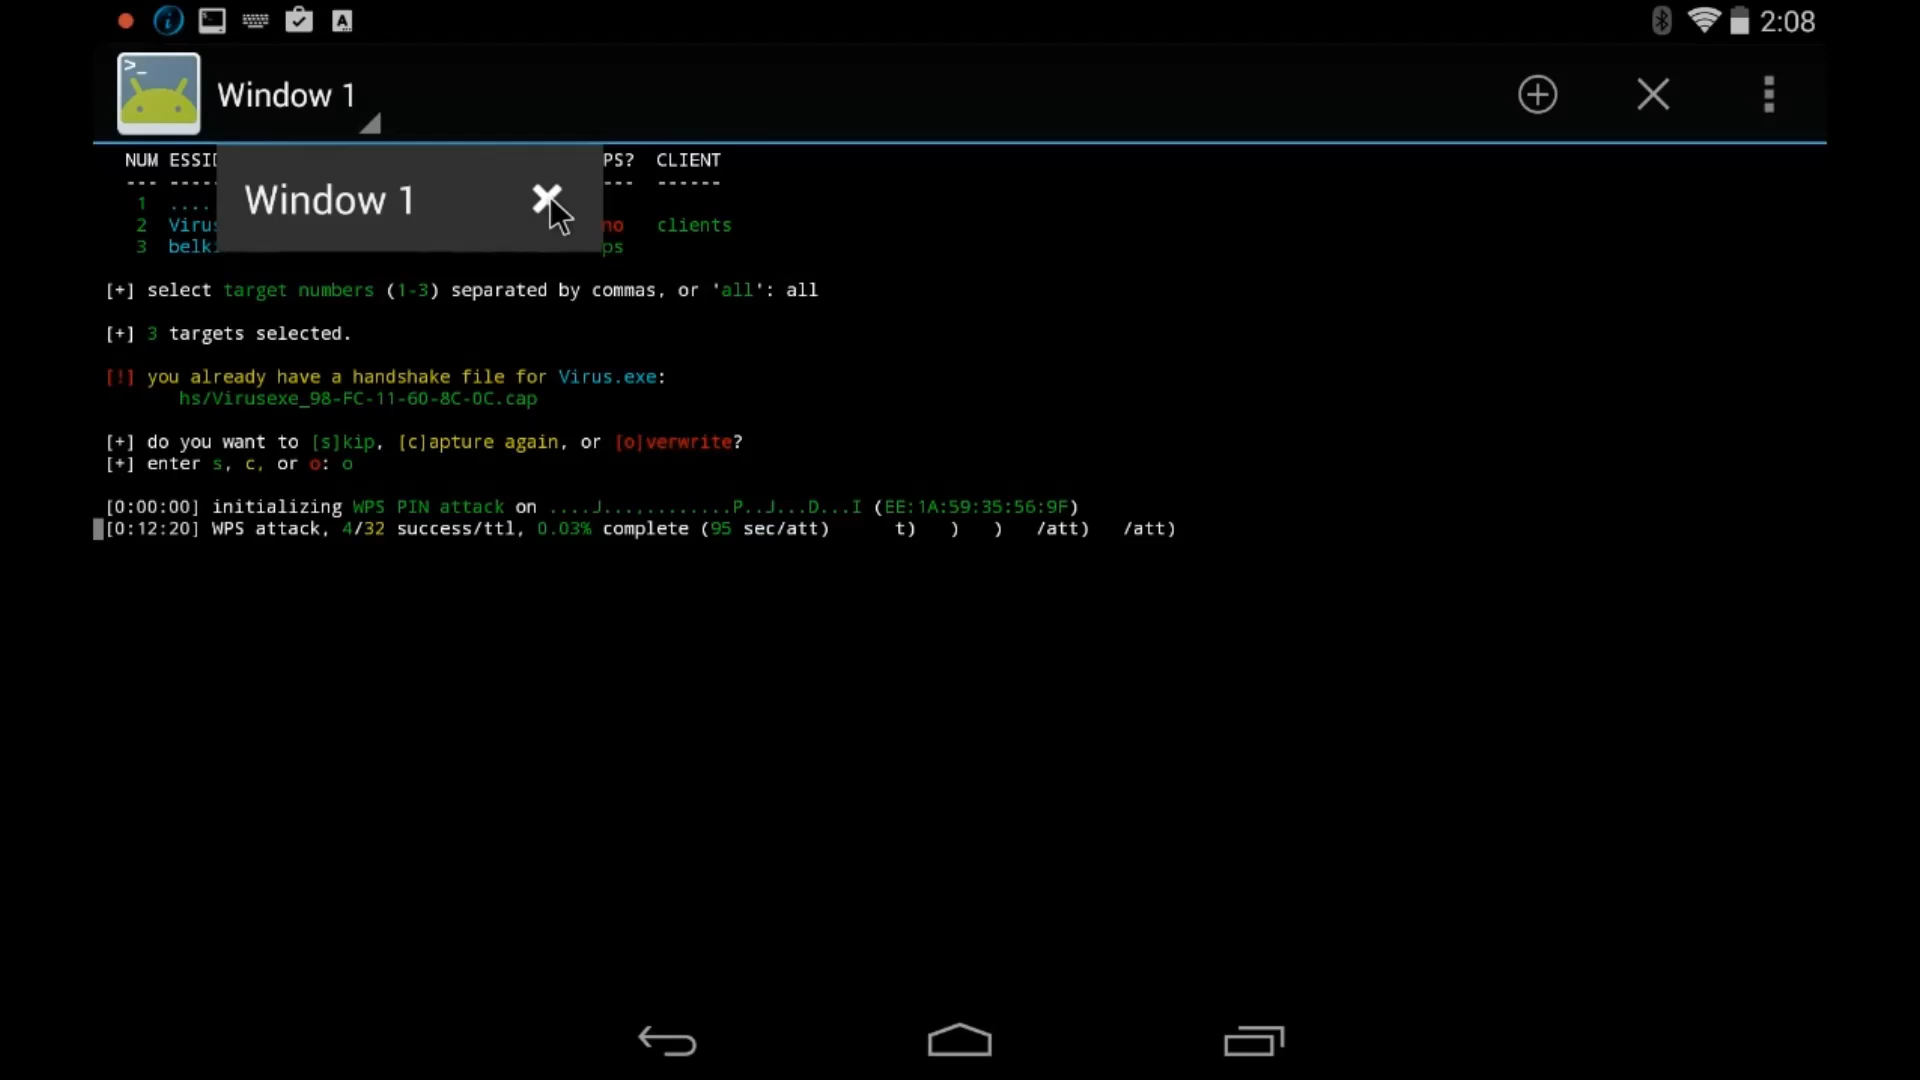 2:08
>_
Window 1
NUM ESSID PS? CLIENT
--- ---- --- ------
Window 1
1 ....
2 Virus no clients
3 belki ps
[+] select target numbers (1-3) separated by commas, or 'all': all
[+] 3 targets selected.
[!] you already have a handshake file for Virus.exe:
hs/Virusexe_98-FC-11-60-8C-0C.cap
[+] do you want to [s]kip, [c]apture again, or [o]verwrite?
[+] enter s, c, or o: o
[0:00:00] initializing WPS PIN attack on ....J...,........P..J...D...I (EE:1A:59:35:56:9F)
[0:12:20] WPS attack, 4/32 success/ttl, 0.03% complete (95 sec/att) t) ) ) /att) /att)